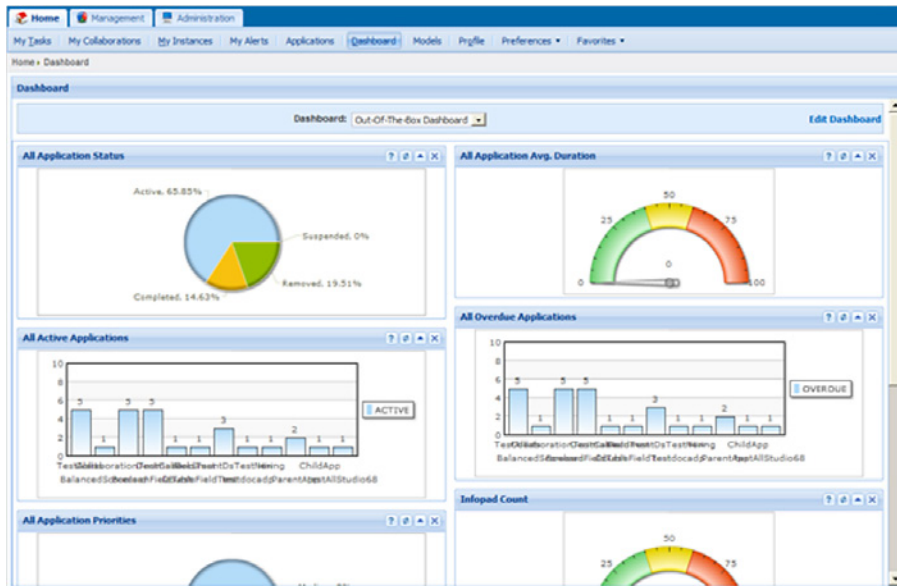 Home Management Administration
My Tasks My Collaborations My Instances My Alerts Applications Dashboard Models Profile Preferences Favorites
Home Dashboard
Dashboard
Dashboard: Out-Of-The-Box Dashboard Edit Dashboard
All Application Status ?
Active, 65.85%
Suspended, 0%
Removed, 19.51%
Completed, 14.63%
All Application Avg. Duration ?
50
25 75
0
0 100
All Active Applications ?
10
8
6
4
2
0
5 1 5 5 1 1 3 1 1 2 1 1
ACTIVE
ChildApp
ParentApp TestAllStudio68
All Overdue Applications ?
10
8
6
4
2
0
5 1 5 5 1 1 3 1 1 2 1 1
OVERDUE
ChildApp
ParentApp TestAllStudio68
All Application Priorities ?
Infopad Count ?
50
25 75